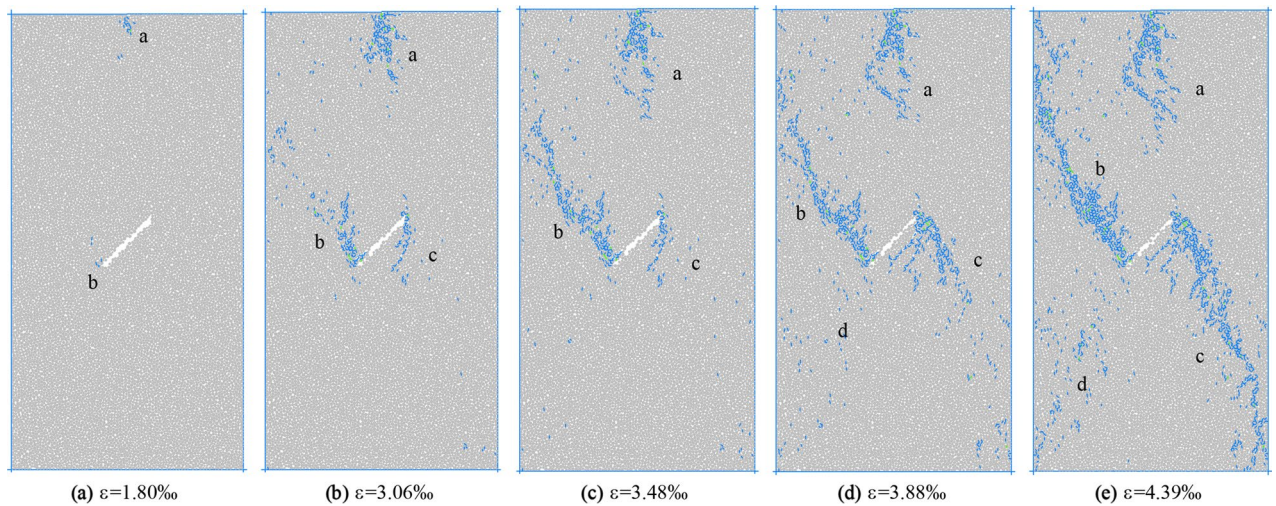 a
b
(a) ε=1.80‰
a
b
c
(b) ε=3.06‰
a
b
c
(c) ε=3.48‰
a
b
c
d
(d) ε=3.88‰
a
b
c
d
(e) ε=4.39‰